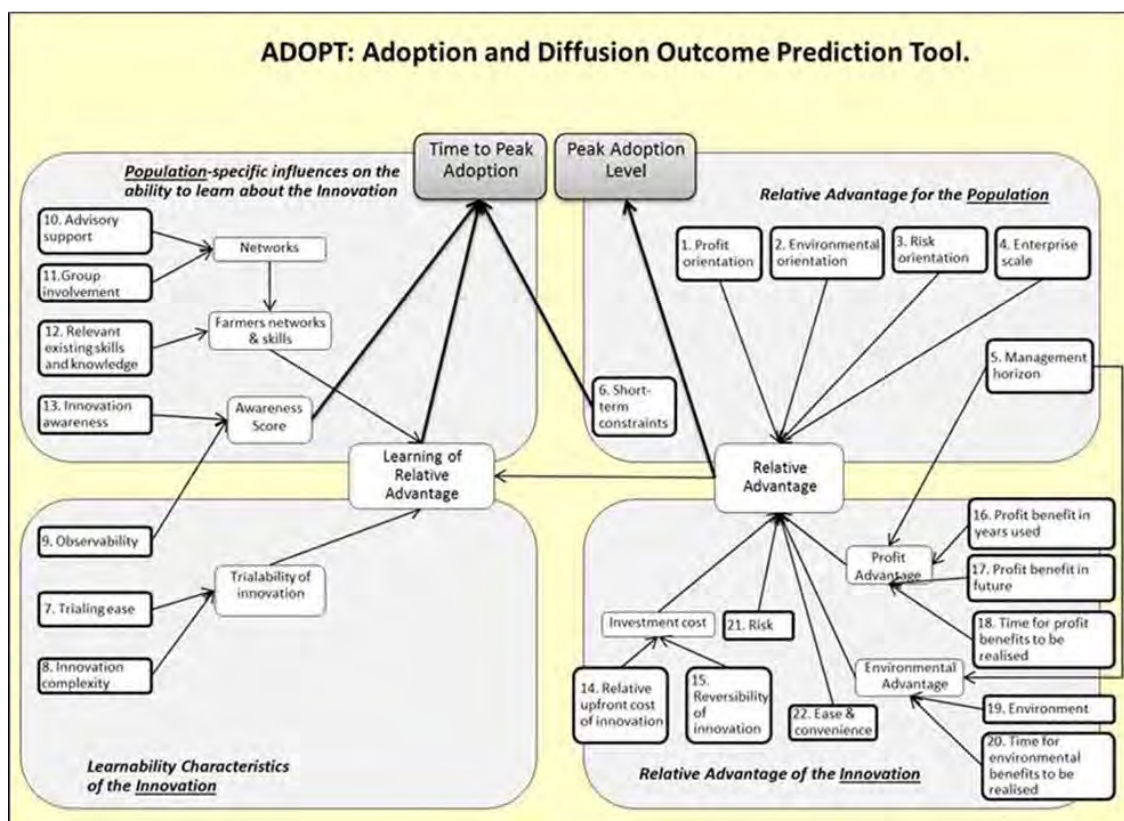 ADOPT: Adoption and Diffusion Outcome Prediction Tool.
Time to Peak
Adoption
Peak Adoption
Level
Population-specific influences on the
ability to learn about the Innovation
10. Advisory
support
Networks
11.Group
involvement
12. Relevant
existing skills
and knowledge
Farmers networks
& skills
13. Innovation
awareness
Awareness
Score
Relative Advantage for the Population
1. Profit
orientation
2. Environmental
orientation
3. Risk
orientation
4. Enterprise
scale
5. Management
horizon
6. Short-
term
constraints
Learning of
Relative
Advantage
Relative
Advantage
9. Observability
7. Trialing ease
8. Innovation
complexity
Trialability of
innovation
Learnability Characteristics
of the Innovation
16. Profit benefit in
years used
Profit
Advantage
17. Profit benefit in
future
18. Time for profit
benefits to be
realised
Investment cost
21. Risk
14. Relative
upfront cost
of innovation
15.
Reversibility
of
innovation
22. Ease &
convenience
Environmental
Advantage
19. Environment
20. Time for
environmental
benefits to be
realised
Relative Advantage of the Innovation